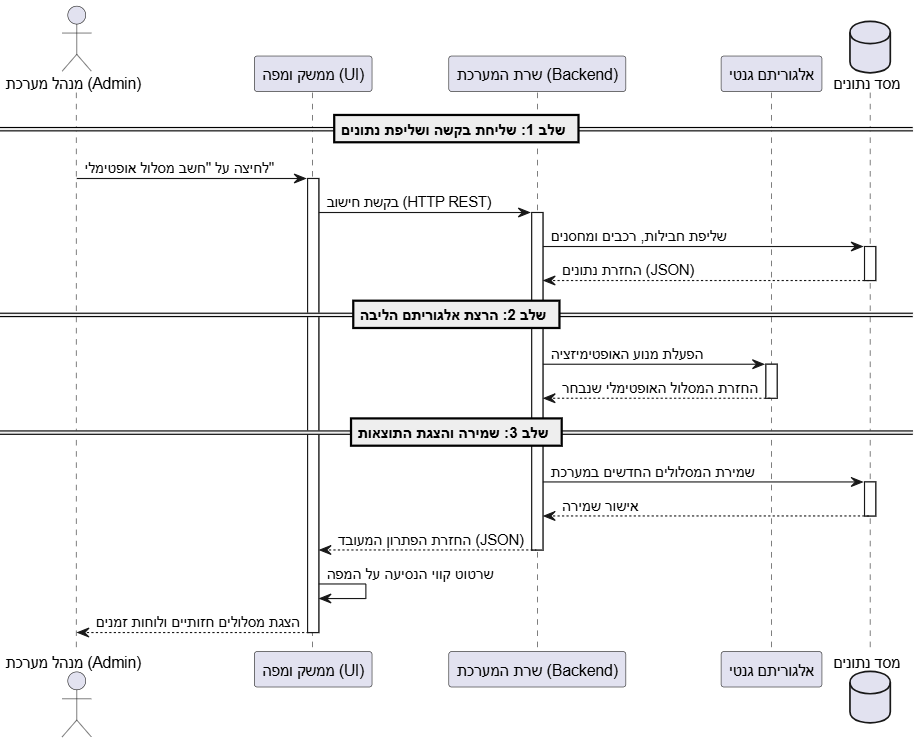 מנהל מערכת (Admin)
ממשק ומפה (UI)
שרת המערכת (Backend)
אלגוריתם גנטי
מסד נתונים
שלב 1: שליחת בקשה ושליפת נתונים
לחיצה על "חשב מסלול אופטימלי"
בקשת חישוב (HTTP REST)
שליפת חבילות, רכבים ומחסנים
החזרת נתונים (JSON)
שלב 2: הרצת אלגוריתם הליבה
הפעלת מנוע האופטימיזציה
החזרת המסלול האופטימלי שנבחר
שלב 3: שמירה והצגת התוצאות
שמירת המסלולים החדשים במערכת
אישור שמירה
החזרת הפתרון המעובד (JSON)
שרטוט קווי הנסיעה על המפה
הצגת מסלולים חזותיים ולוחות זמנים
מנהל מערכת (Admin)
ממשק ומפה (UI)
שרת המערכת (Backend)
אלגוריתם גנטי
מסד נתונים